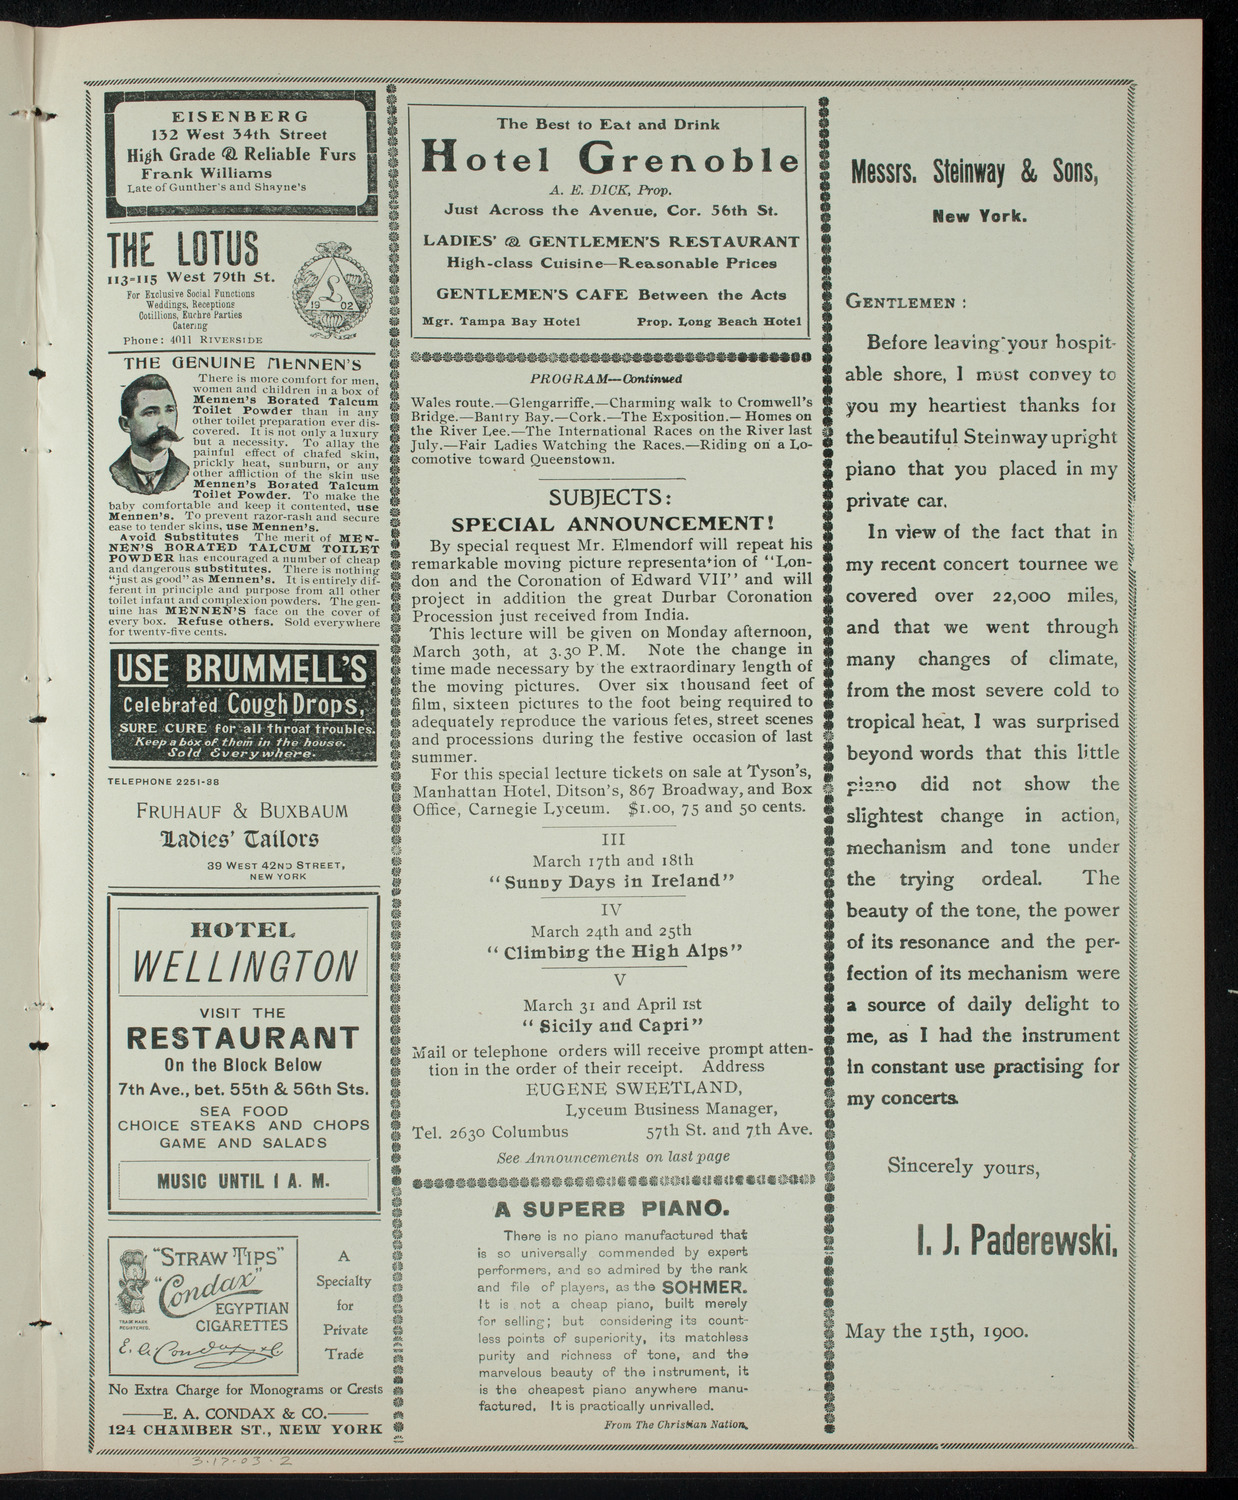 EISENBERG
132 West 34th Street
High Grade & Reliable Furs
Frank Williams
Late of Gunther's and Shayne's
THE LOTUS
113-115 West 79th St.
For Exclusive Social Functions
Weddings, Receptions
Cotillions, Euchre Parties
Catering
Phone: 4011 RIVERSIDE
L
19 02
THE GENUINE MENNEN'S
There is more comfort for men,
women and children in a box of
Mennen's Borated Talcum
Toilet Powder than in any
other toilet preparation ever dis-
covered. It is not only a luxury
but a necessity. To allay the
painful effect of chafed skin,
prickly heat, sunburn, or any
other affliction of the skin use
Mennen's Borated Talcum
Toilet Powder. To make the
baby comfortable and keep it contented, use
Mennen's. To prevent razor-rash and secure
ease to tender skins, use Mennen's.
Avoid Substitutes The merit of MEN-
NEN'S BORATED TALCUM TOILET
POWDER has encouraged a number of cheap
and dangerous substitutes. There is nothing
"just as good" as Mennen's. It is entirely dif-
ferent in principle and purpose from all other
toilet infant and complexion powders. The gen-
uine has MENNEN'S face on the cover of
every box. Refuse others. Sold everywhere
for twenty-five cents.
USE BRUMMELL'S
Celebrated Cough Drops,
SURE CURE for all throat troubles.
Keep a box of them in the house.
Sold Everywhere.
TELEPHONE 2251-38
FRUHAUF & BUXBAUM
Ladies' Tailors
39 WEST 42ND STREET,
NEW YORK
HOTEL
WELLINGTON
VISIT THE
RESTAURANT
On the Block Below
7th Ave., bet. 55th & 56th Sts.
SEA FOOD
CHOICE STEAKS AND CHOPS
GAME AND SALADS
MUSIC UNTIL 1 A. M.
"STRAW TIPS"
"Condax"
EGYPTIAN
CIGARETTES
TRADE MARK
REGISTERED.
E. A. Condax & Co
A
Specialty
for
Private
Trade
No Extra Charge for Monograms or Crests
E. A. CONDAX & CO.
124 CHAMBER ST., NEW YORK
The Best to Eat and Drink
Hotel Grenoble
A. E. DICK, Prop.
Just Across the Avenue, Cor. 56th St.
LADIES' & GENTLEMEN'S RESTAURANT
High-class Cuisine—Reasonable Prices
GENTLEMEN'S CAFE Between the Acts
Mgr. Tampa Bay Hotel Prop. Long Beach Hotel
PROGRAM—Continued
Wales route.—Glengarriffe.—Charming walk to Cromwell's
Bridge.—Bantry Bay.—Cork.—The Exposition.—Homes on
the River Lee.—The International Races on the River last
July.—Fair Ladies Watching the Races.—Riding on a Lo-
comotive toward Queenstown.
SUBJECTS:
SPECIAL ANNOUNCEMENT!
By special request Mr. Elmendorf will repeat his
remarkable moving picture representation of "Lon-
don and the Coronation of Edward VII" and will
project in addition the great Durbar Coronation
Procession just received from India.
This lecture will be given on Monday afternoon,
March 30th, at 3.30 P.M. Note the change in
time made necessary by the extraordinary length of
the moving pictures. Over six thousand feet of
film, sixteen pictures to the foot being required to
adequately reproduce the various fetes, street scenes
and processions during the festive occasion of last
summer.
For this special lecture tickets on sale at Tyson's,
Manhattan Hotel, Ditson's, 867 Broadway, and Box
Office, Carnegie Lyceum. $1.00, 75 and 50 cents.
III
March 17th and 18th
"Sunny Days in Ireland"
IV
March 24th and 25th
"Climbing the High Alps"
V
March 31 and April 1st
"Sicily and Capri"
Mail or telephone orders will receive prompt atten-
tion in the order of their receipt. Address
EUGENE SWEETLAND,
Lyceum Business Manager,
Tel. 2630 Columbus 57th St. and 7th Ave.
See Announcements on last page
A SUPERB PIANO.
There is no piano manufactured that
is so universally commended by expert
performers, and so admired by the rank
and file of players, as the SOHMER.
It is not a cheap piano, built merely
for selling; but considering its count-
less points of superiority, its matchless
purity and richness of tone, and the
marvelous beauty of the instrument, it
is the cheapest piano anywhere manu-
factured. It is practically unrivalled.
From The Christian Nation.
Messrs. Steinway & Sons,
New York.
GENTLEMEN:
Before leaving your hospit-
able shore, I must convey to
you my heartiest thanks for
the beautiful Steinway upright
piano that you placed in my
private car.
In view of the fact that in
my recent concert tournee we
covered over 22,000 miles,
and that we went through
many changes of climate,
from the most severe cold to
tropical heat, I was surprised
beyond words that this little
piano did not show the
slightest change in action,
mechanism and tone under
the trying ordeal. The
beauty of the tone, the power
of its resonance and the per-
fection of its mechanism were
a source of daily delight to
me, as I had the instrument
in constant use practising for
my concerts.
Sincerely yours,
I. J. Paderewski.
May the 15th, 1900.
3-17-03-2